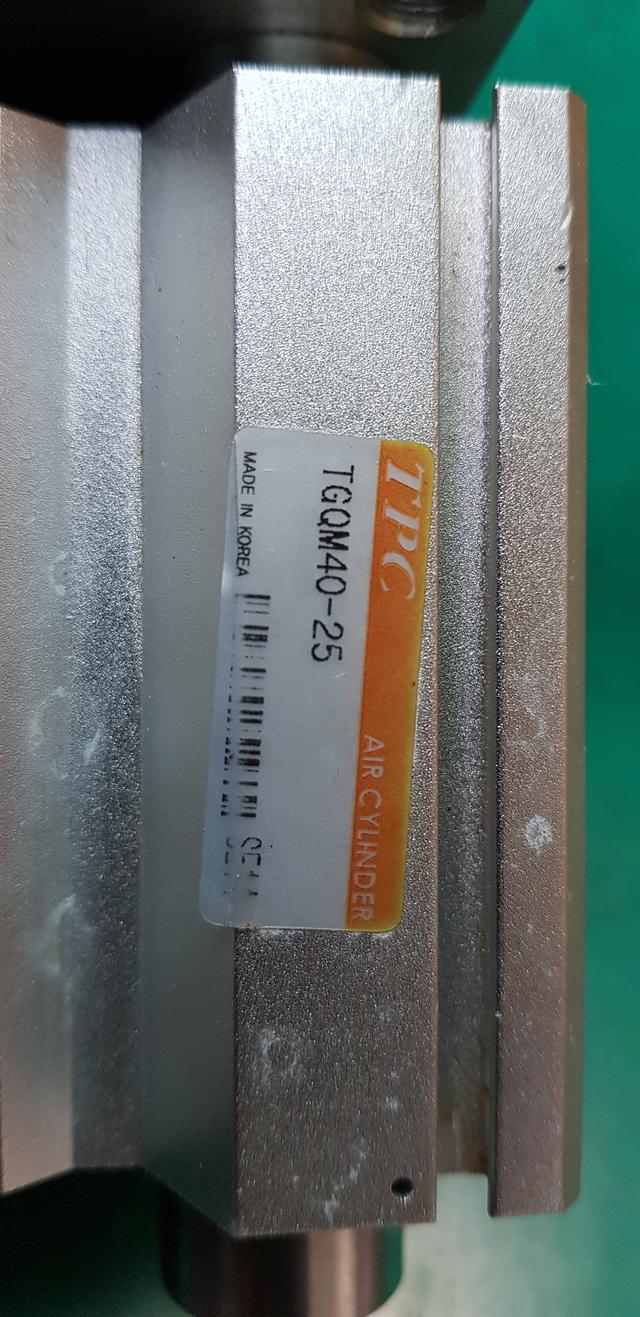 TPC
AIR CYLINDER
TGQM40-25
MADE IN KOREA